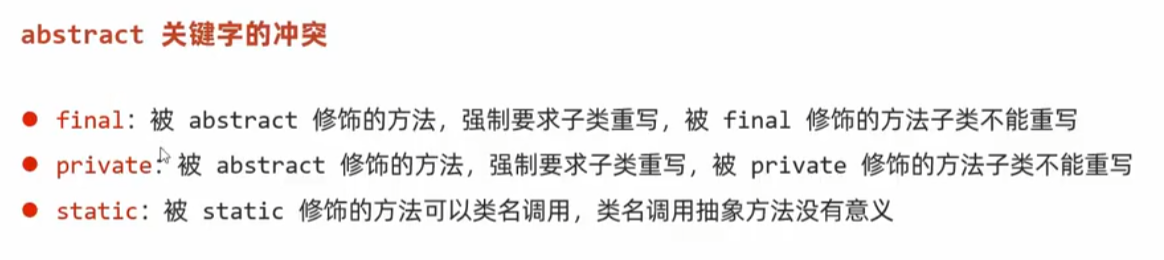 abstract 关键字的冲突
final: 被 abstract 修饰的方法，强制要求子类重写，被 final 修饰的方法子类不能重写
private: 被 abstract 修饰的方法，强制要求子类重写，被 private 修饰的方法子类不能重写
static: 被 static 修饰的方法可以类名调用，类名调用抽象方法没有意义